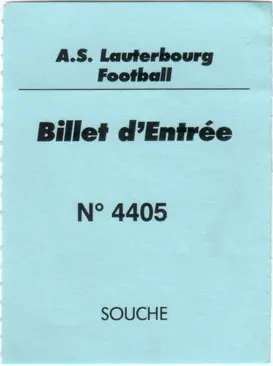 A.S. Lauterbourg
Football
Billet d'Entrée
N° 4405
SOUCHE